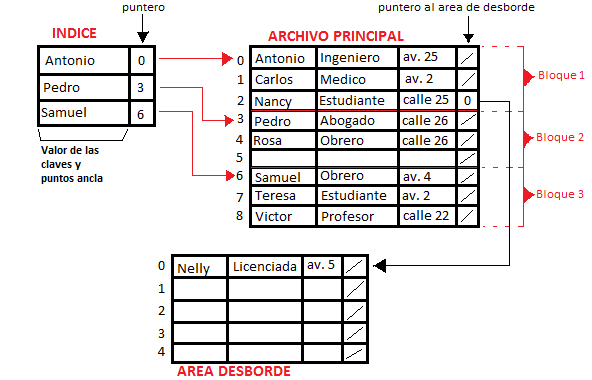 puntero
puntero al area de desborde
INDICE
ARCHIVO PRINCIPAL
Antonio 0
Pedro 3
Samuel 6
Valor de las
claves y
puntos ancla
0 Antonio Ingeniero av. 25
1 Carlos Medico av. 2
2 Nancy Estudiante calle 25 0
3 Pedro Abogado calle 26
4 Rosa Obrero calle 26
5
6 Samuel Obrero av. 4
7 Teresa Estudiante av. 2
8 Victor Profesor calle 22
Bloque 1
Bloque 2
Bloque 3
0 Nelly Licenciada av. 5
1
2
3
4
AREA DESBORDE